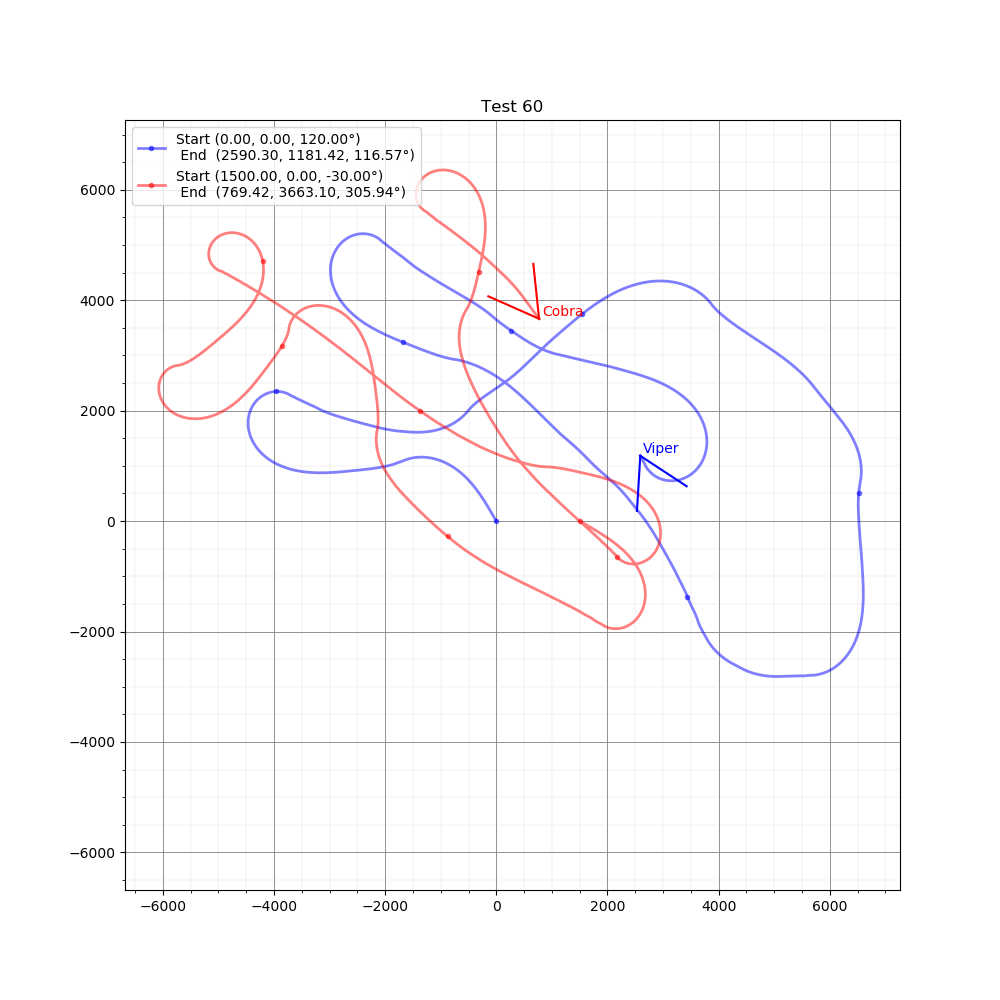 Test 60
Start (0.00, 0.00, 120.00°)
End  (2590.30, 1181.42, 116.57°)
Start (1500.00, 0.00, -30.00°)
End  (769.42, 3663.10, 305.94°)
6000
4000
2000
0
−2000
−4000
−6000
Cobra
Viper
−6000 −4000 −2000 0 2000 4000 6000